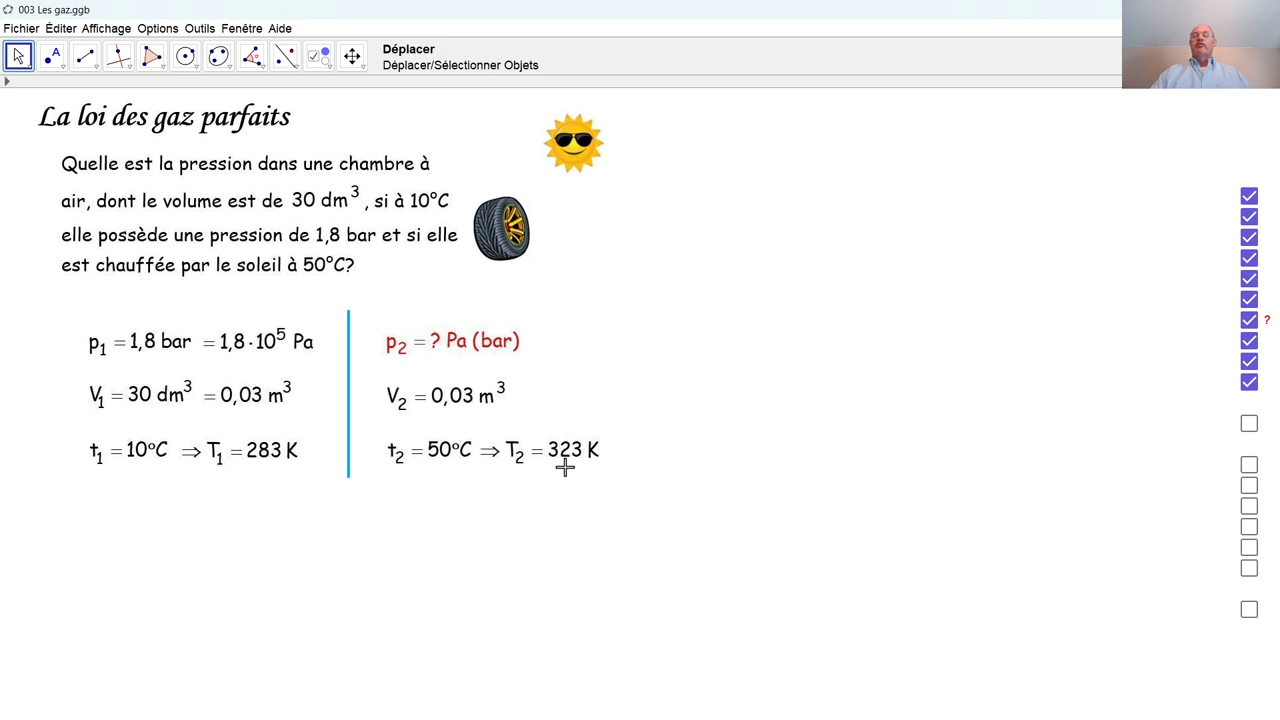 003 Les gaz.ggb
Fichier Éditer Affichage Options Outils Fenêtre Aide
A
Déplacer
Déplacer/Sélectionner Objets
La loi des gaz parfaits
Quelle est la pression dans une chambre à
air, dont le volume est de 30 dm³, si à 10°C
elle possède une pression de 1,8 bar et si elle
est chauffée par le soleil à 50°C?
p₁ = 1,8 bar = 1,8·10⁵ Pa
p₂ = ? Pa (bar)
?
V₁ = 30 dm³ = 0,03 m³
V₂ = 0,03 m³
t₁ = 10°C ⇒ T₁ = 283 K
t₂ = 50°C ⇒ T₂ = 323 K